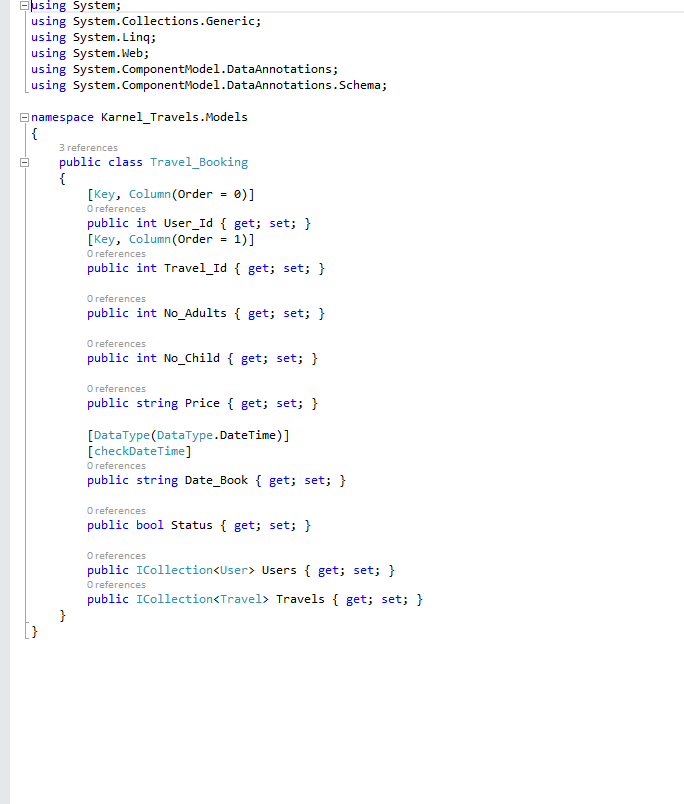 using System;
using System.Collections.Generic;
using System.Linq;
using System.Web;
using System.ComponentModel.DataAnnotations;
using System.ComponentModel.DataAnnotations.Schema;
namespace Karnel_Travels.Models
{
3 references
public class Travel_Booking
{
[Key, Column(Order = 0)]
0 references
public int User_Id { get; set; }
[Key, Column(Order = 1)]
0 references
public int Travel_Id { get; set; }
0 references
public int No_Adults { get; set; }
0 references
public int No_Child { get; set; }
0 references
public string Price { get; set; }
[DataType(DataType.DateTime)]
[checkDateTime]
0 references
public string Date_Book { get; set; }
0 references
public bool Status { get; set; }
0 references
public ICollection<User> Users { get; set; }
0 references
public ICollection<Travel> Travels { get; set; }
}
}